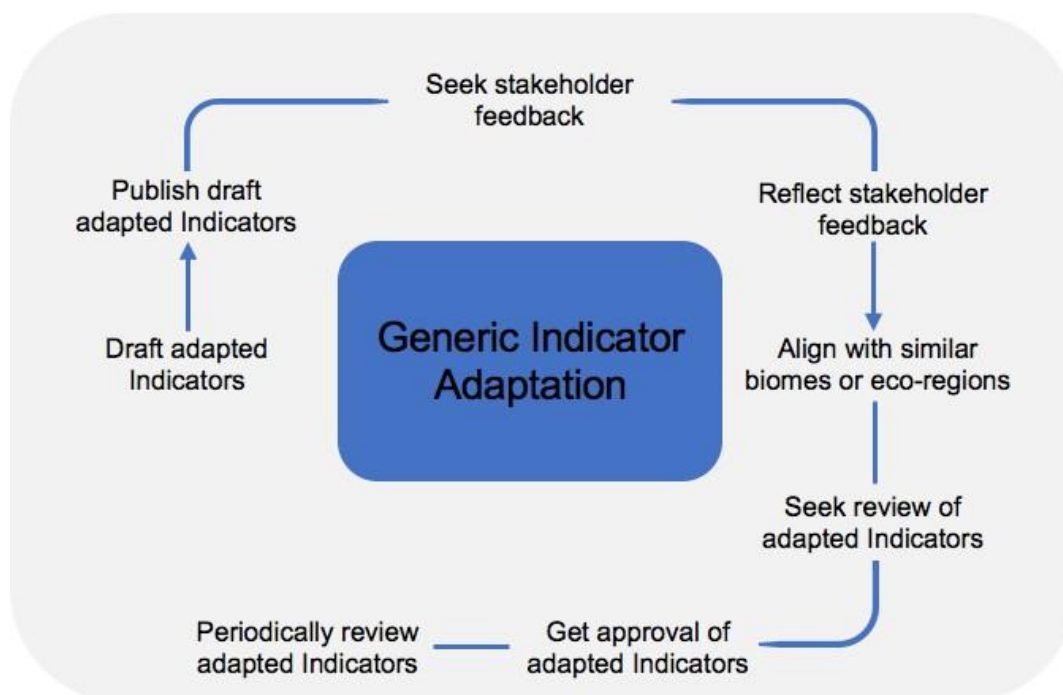 Seek stakeholder
feedback
Publish draft
adapted Indicators
Reflect stakeholder
feedback
Generic Indicator
Adaptation
Draft adapted
Indicators
Align with similar
biomes or eco-regions
Seek review of
adapted Indicators
Periodically review
adapted Indicators
Get approval of
adapted Indicators